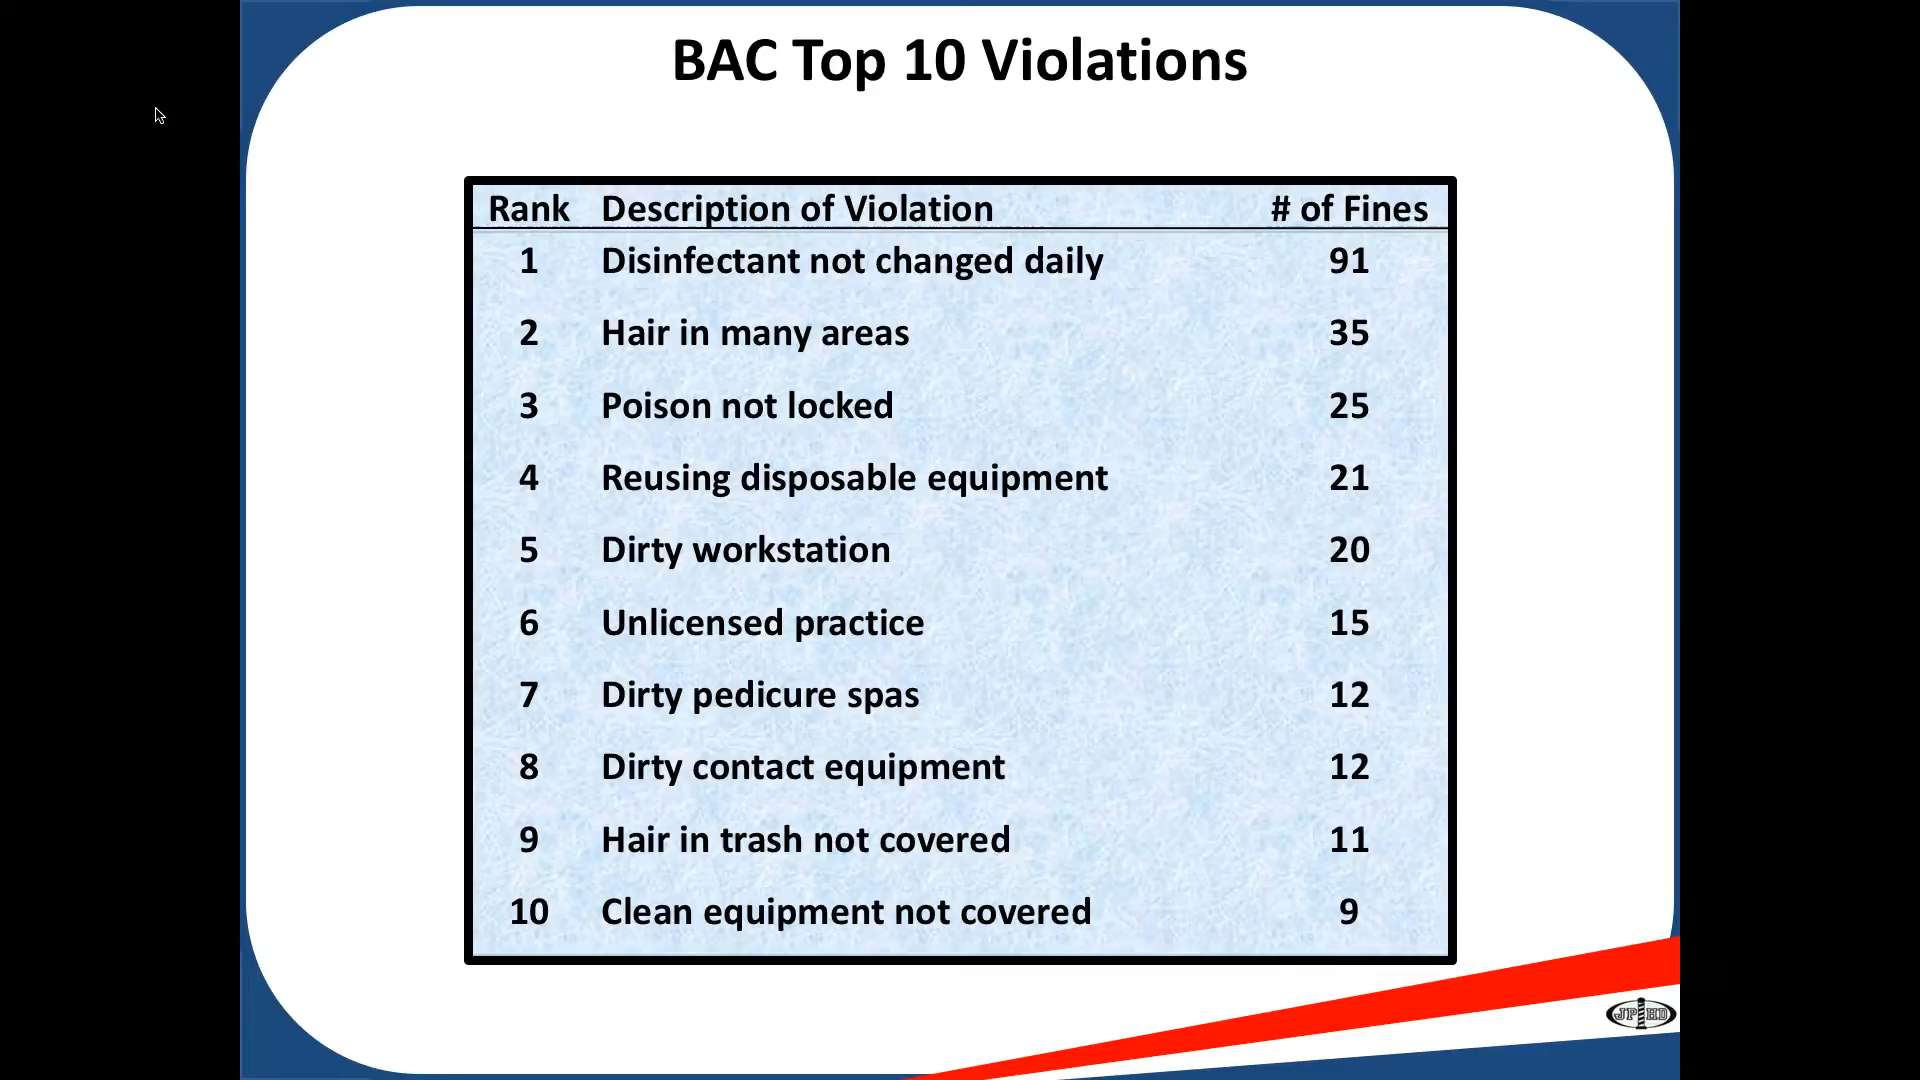 BAC Top 10 Violations
Rank Description of Violation # of Fines
1 Disinfectant not changed daily 91
2 Hair in many areas 35
3 Poison not locked 25
4 Reusing disposable equipment 21
5 Dirty workstation 20
6 Unlicensed practice 15
7 Dirty pedicure spas 12
8 Dirty contact equipment 12
9 Hair in trash not covered 11
10 Clean equipment not covered 9
JP HD